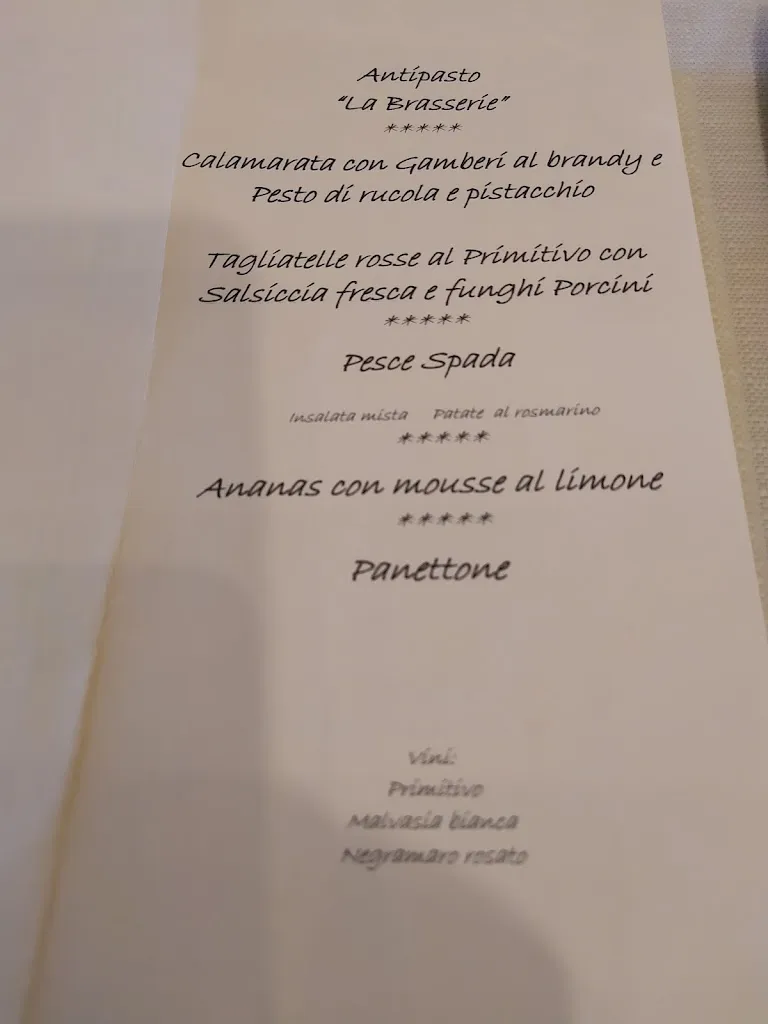 Antipasto
"La Brasserie"
*****
Calamarata con Gamberi al brandy e
Pesto di rucola e pistacchio
Tagliatelle rosse al Primitivo con
Salsiccia fresca e funghi Porcini
*****
Pesce Spada
Insalata mista Patate al rosmarino
*****
Ananas con mousse al limone
*****
Panettone
Vini:
Primitivo
Malvasia bianca
Negramaro rosato